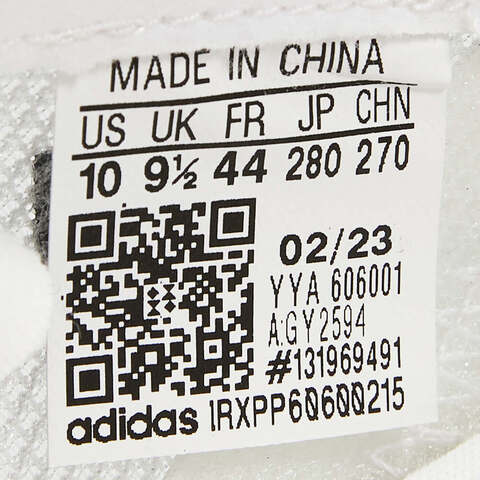 MADE IN CHINA
US UK FR JP CHN
10 9½ 44 280 270
02/23
YYA 606001
A:GY2594
#131969491
adidas 1RXPP60600215